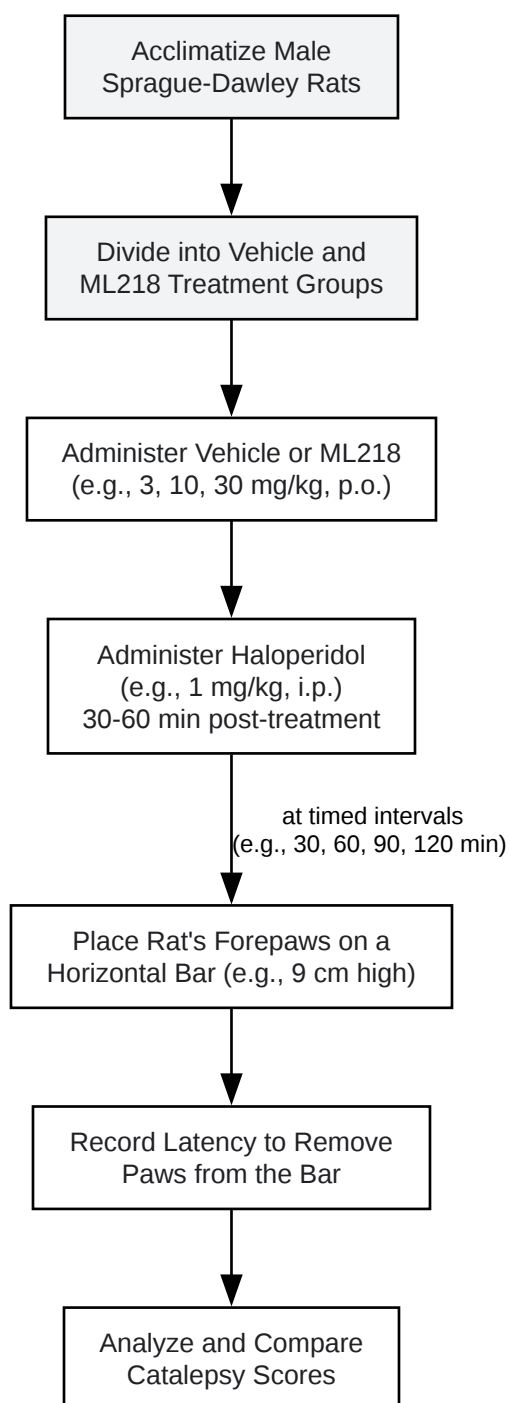 Acclimatize Male
Sprague-Dawley Rats
Divide into Vehicle and
ML218 Treatment Groups
Administer Vehicle or ML218
(e.g., 3, 10, 30 mg/kg, p.o.)
Administer Haloperidol
(e.g., 1 mg/kg, i.p.)
30-60 min post-treatment
at timed intervals
(e.g., 30, 60, 90, 120 min)
Place Rat's Forepaws on a
Horizontal Bar (e.g., 9 cm high)
Record Latency to Remove
Paws from the Bar
Analyze and Compare
Catalepsy Scores